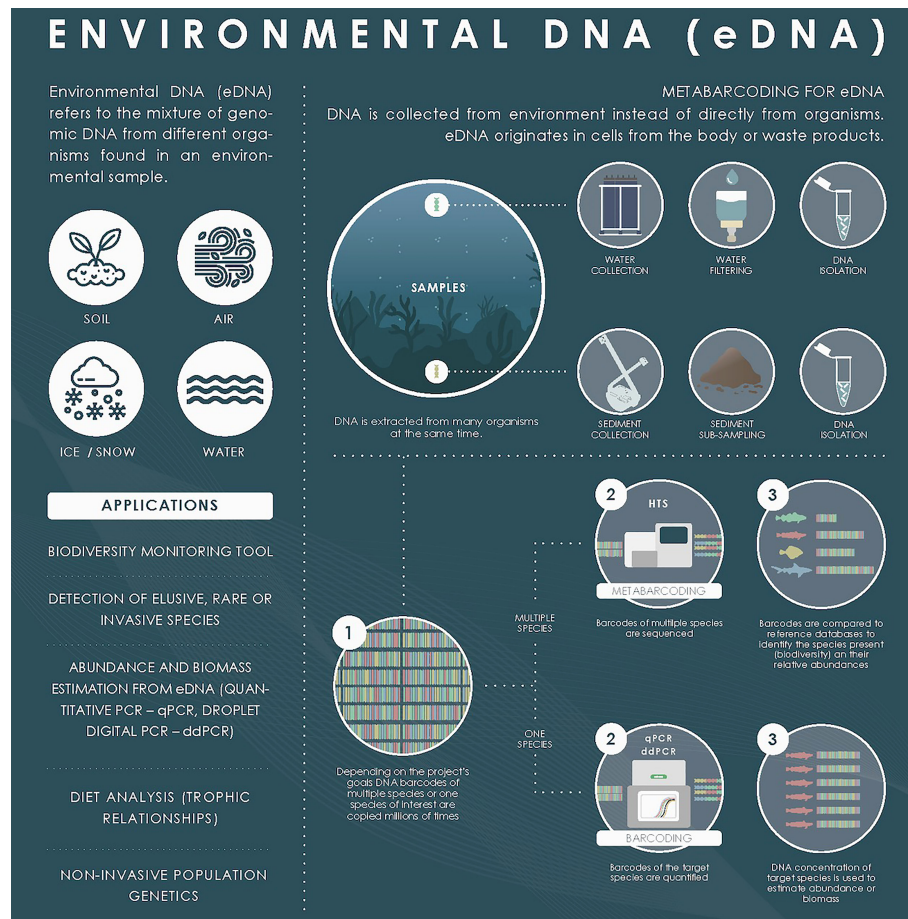 ENVIRONMENTAL DNA (eDNA)
Environmental DNA (eDNA)
refers to the mixture of geno-
mic DNA from different orga-
nisms found in an environ-
mental sample.
SOIL
AIR
ICE / SNOW
WATER
APPLICATIONS
BIODIVERSITY MONITORING TOOL
DETECTION OF ELUSIVE, RARE OR
INVASIVE SPECIES
ABUNDANCE AND BIOMASS
ESTIMATION FROM eDNA (QUAN-
TITATIVE PCR – qPCR, DROPLET
DIGITAL PCR – ddPCR)
DIET ANALYSIS (TROPHIC
RELATIONSHIPS)
NON-INVASIVE POPULATION
GENETICS
METABARCODING FOR eDNA
DNA is collected from environment instead of directly from organisms.
eDNA originates in cells from the body or waste products.
SAMPLES
DNA is extracted from many organisms
at the same time.
WATER
COLLECTION
WATER
FILTERING
DNA
ISOLATION
SEDIMENT
COLLECTION
SEDIMENT
SUB-SAMPLING
DNA
ISOLATION
1
Depending on the project's
goals DNA barcodes of
multiple species or one
species of interest are
copied millions of times
MULTIPLE
SPECIES
2
HTS
METABARCODING
Barcodes of multilple species
are sequenced
3
Barcodes are compared to
reference databases to
identify the species present
(biodiversity) an their
relative abundances
ONE
SPECIES
2
qPCR
ddPCR
BARCODING
Barcodes of the target
species are quantified
3
DNA concentration of
target species is used to
estimate abundance or
biomass